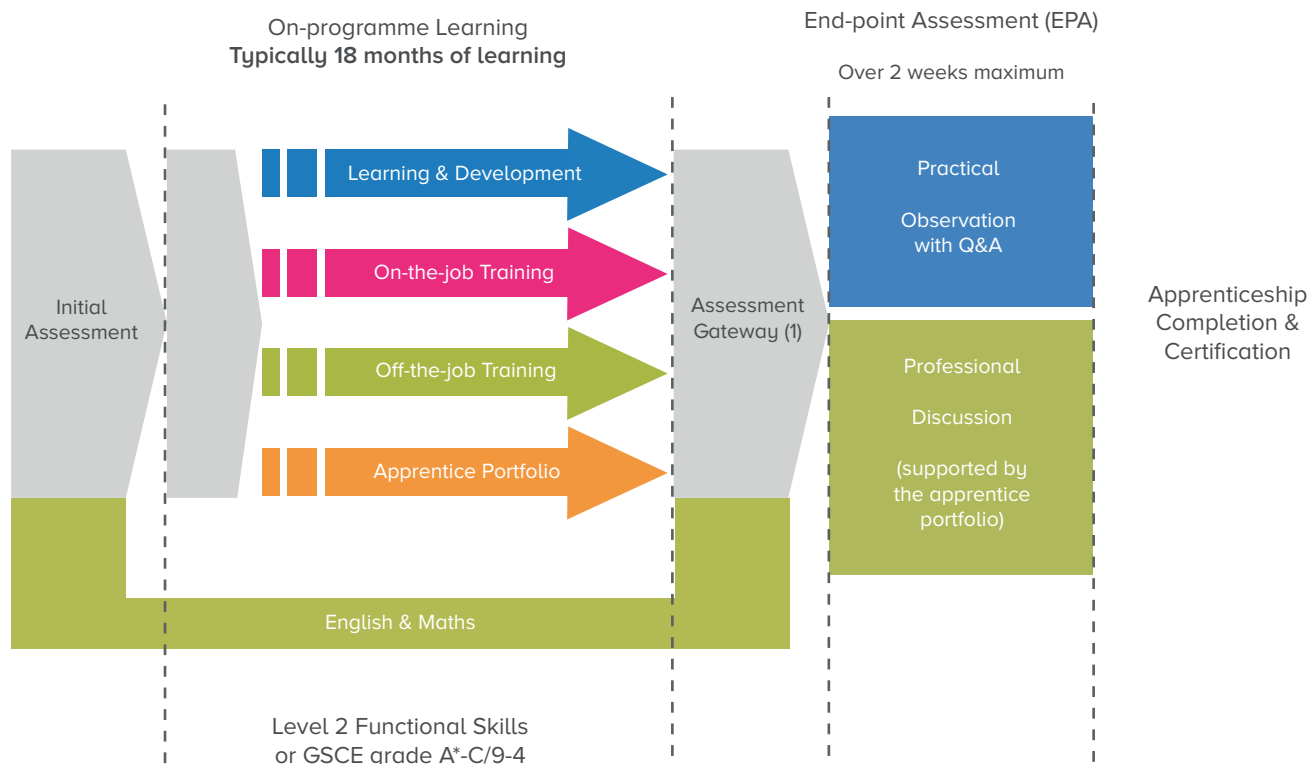 On-programme Learning
Typically 18 months of learning
End-point Assessment (EPA)
Over 2 weeks maximum
Initial
Assessment
Learning & Development
On-the-job Training
Off-the-job Training
Apprentice Portfolio
Assessment
Gateway (1)
Practical
Observation
with Q&A
Professional
Discussion
(supported by
the apprentice
portfolio)
Apprenticeship
Completion &
Certification
English & Maths
Level 2 Functional Skills
or GSCE grade A*-C/9-4